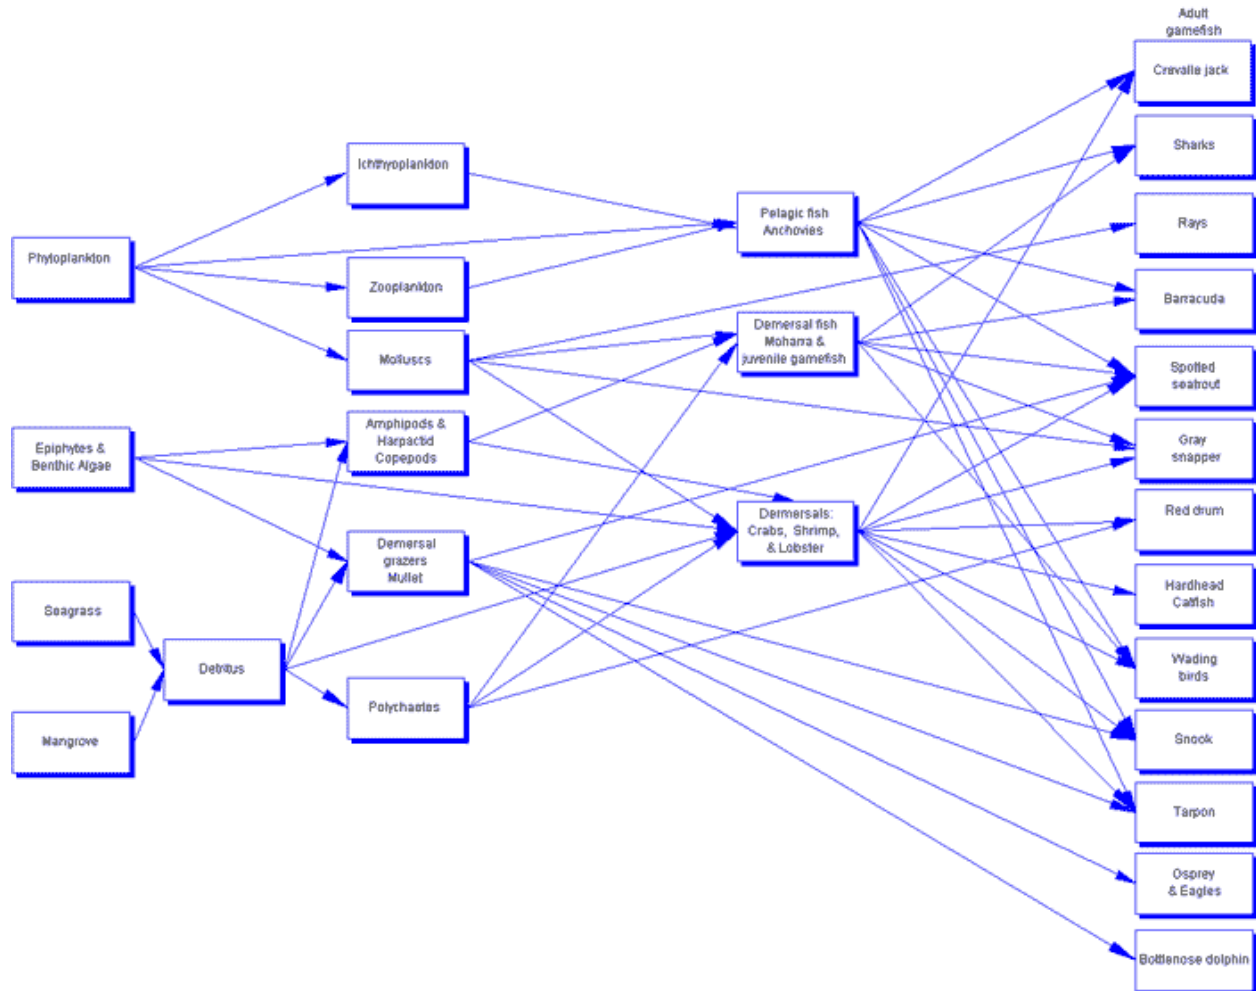 Adult
gamefish
Crevalle jack
Ichthyoplankton
Sharks
Pelagic fish
Anchovies
Rays
Phytoplankton
Zooplankton
Barracuda
Demersal fish
Moharra &
juvenile gamefish
Molluscs
Spotted
seatrout
Amphipods &
Harpactid
Copepods
Epiphytes &
Benthic Algae
Gray
snapper
Red drum
Dermersals:
Crabs, Shrimp,
& Lobster
Demersal
grazers
Mullet
Seagrass
Hardhead
Catfish
Detritus
Wading
birds
Polychaetes
Mangrove
Snook
Tarpon
Osprey
& Eagles
Bottlenose dolphin